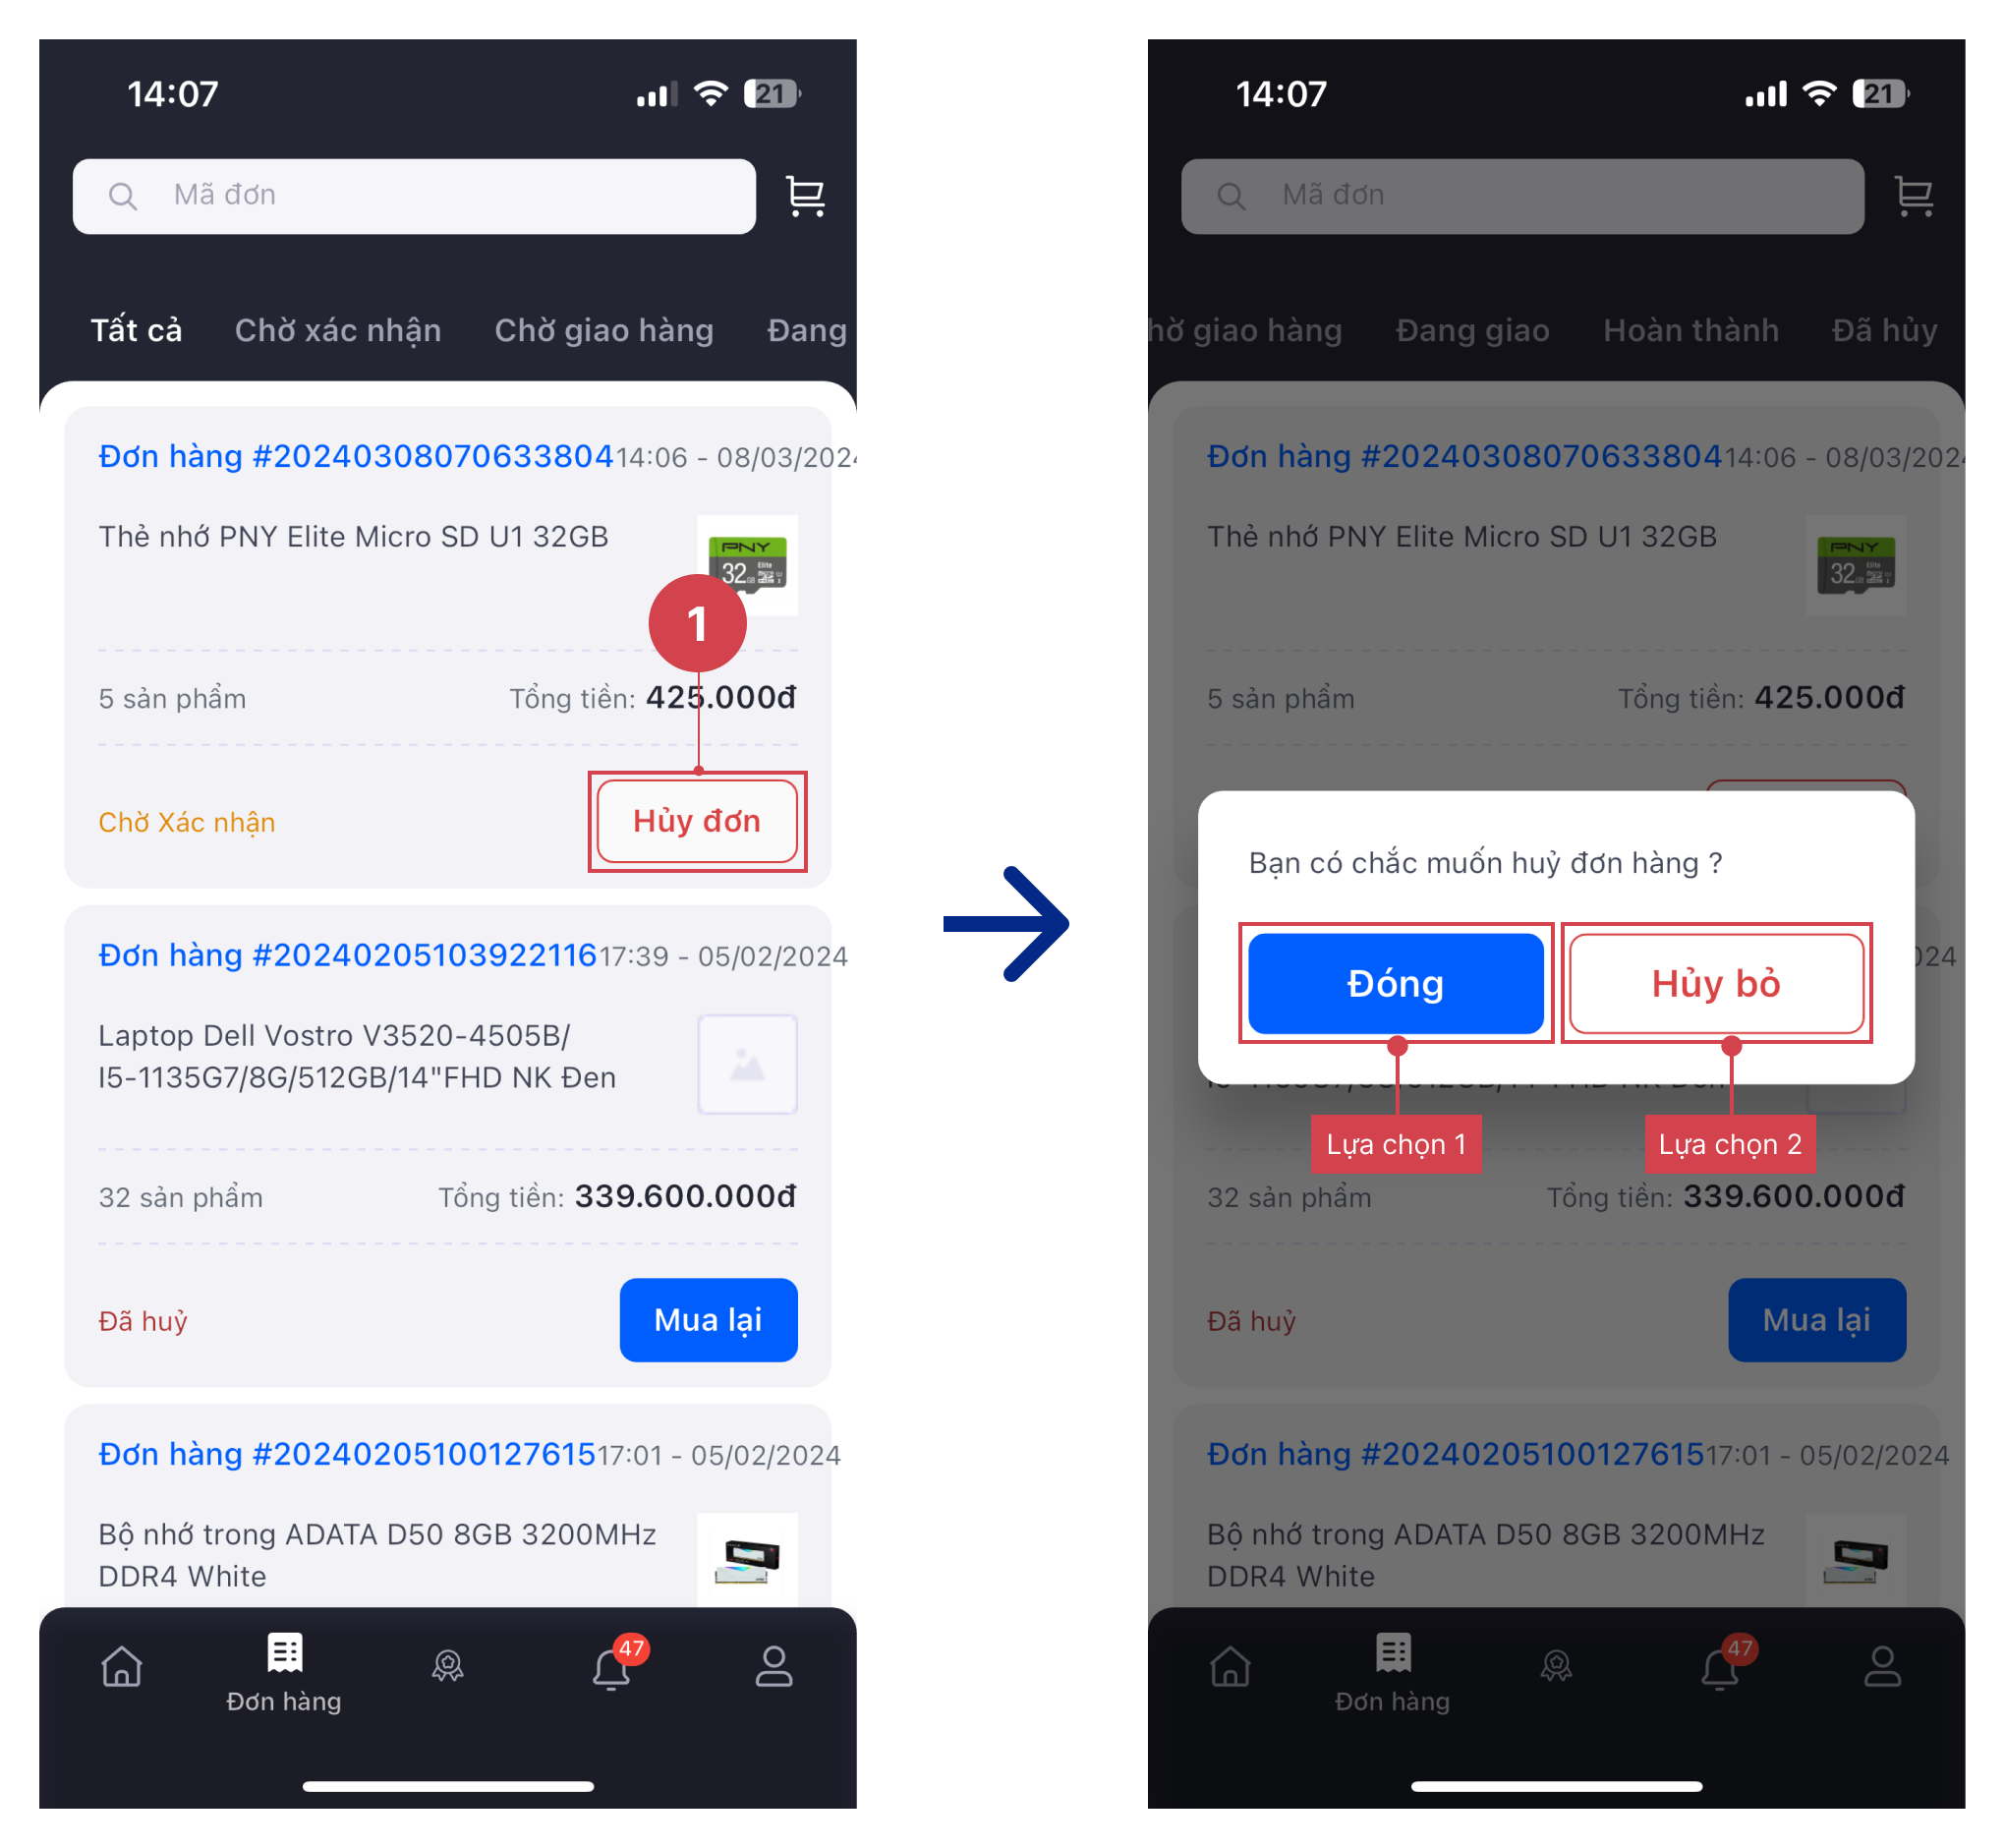 14:07
21
Mã đơn
Tất cả Chờ xác nhận Chờ giao hàng Đang
Đơn hàng #20240308070633804 14:06 - 08/03/202
Thẻ nhớ PNY Elite Micro SD U1 32GB
PNY
Elite
32GB
1
5 sản phẩm Tổng tiền: 425.000đ
Chờ Xác nhận Hủy đơn
Đơn hàng #20240205103922116 17:39 - 05/02/2024
Laptop Dell Vostro V3520-4505B/
I5-1135G7/8G/512GB/14"FHD NK Đen
32 sản phẩm Tổng tiền: 339.600.000đ
Đã huỷ Mua lại
Đơn hàng #20240205100127615 17:01 - 05/02/2024
Bộ nhớ trong ADATA D50 8GB 3200MHz
DDR4 White
47
Đơn hàng
14:07
21
Mã đơn
hờ giao hàng Đang giao Hoàn thành Đã hủy
Đơn hàng #20240308070633804 14:06 - 08/03/202
Thẻ nhớ PNY Elite Micro SD U1 32GB
PNY
Elite
32GB
5 sản phẩm Tổng tiền: 425.000đ
Bạn có chắc muốn huỷ đơn hàng ?
Đóng Hủy bỏ
024
Lựa chọn 1 Lựa chọn 2
32 sản phẩm Tổng tiền: 339.600.000đ
Đã huỷ Mua lại
Đơn hàng #20240205100127615 17:01 - 05/02/2024
Bộ nhớ trong ADATA D50 8GB 3200MHz
DDR4 White
47
Đơn hàng